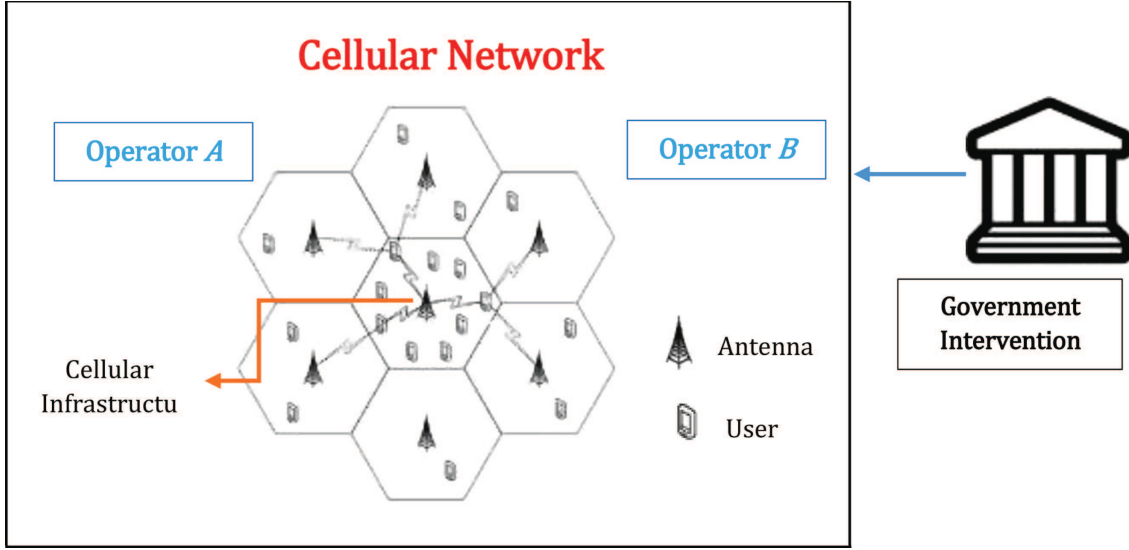 Cellular Network
Operator A
Operator B
Government
Intervention
Antenna
User
Cellular
Infrastructu